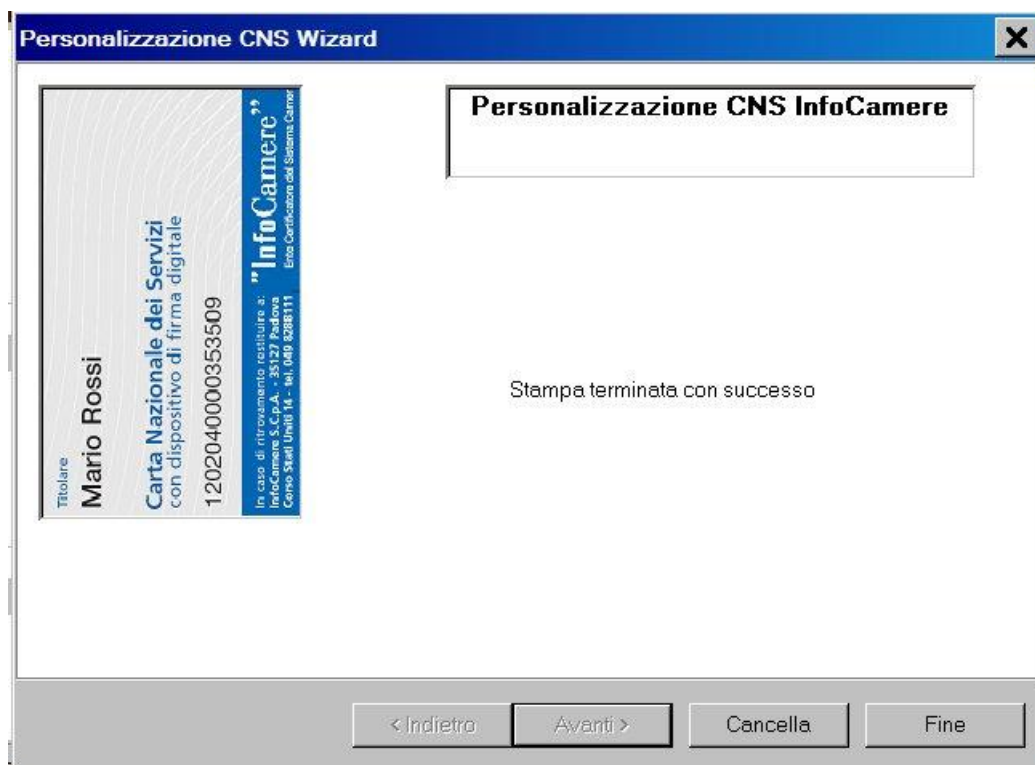 Personalizzazione CNS Wizard
Titolare
Mario Rossi
Carta Nazionale dei Servizi
con dispositivo di firma digitale
120204000353509
In caso di ritrovamento restituire a:
InfoCamere S.C.p.A. - 35127 Padova
Corso Stati Uniti 14 - tel. 049 8288111
"InfoCamere"
Ente Certificatore del Sistema Camer
Personalizzazione CNS InfoCamere
Stampa terminata con successo
< Indietro
Avanti >
Cancella
Fine